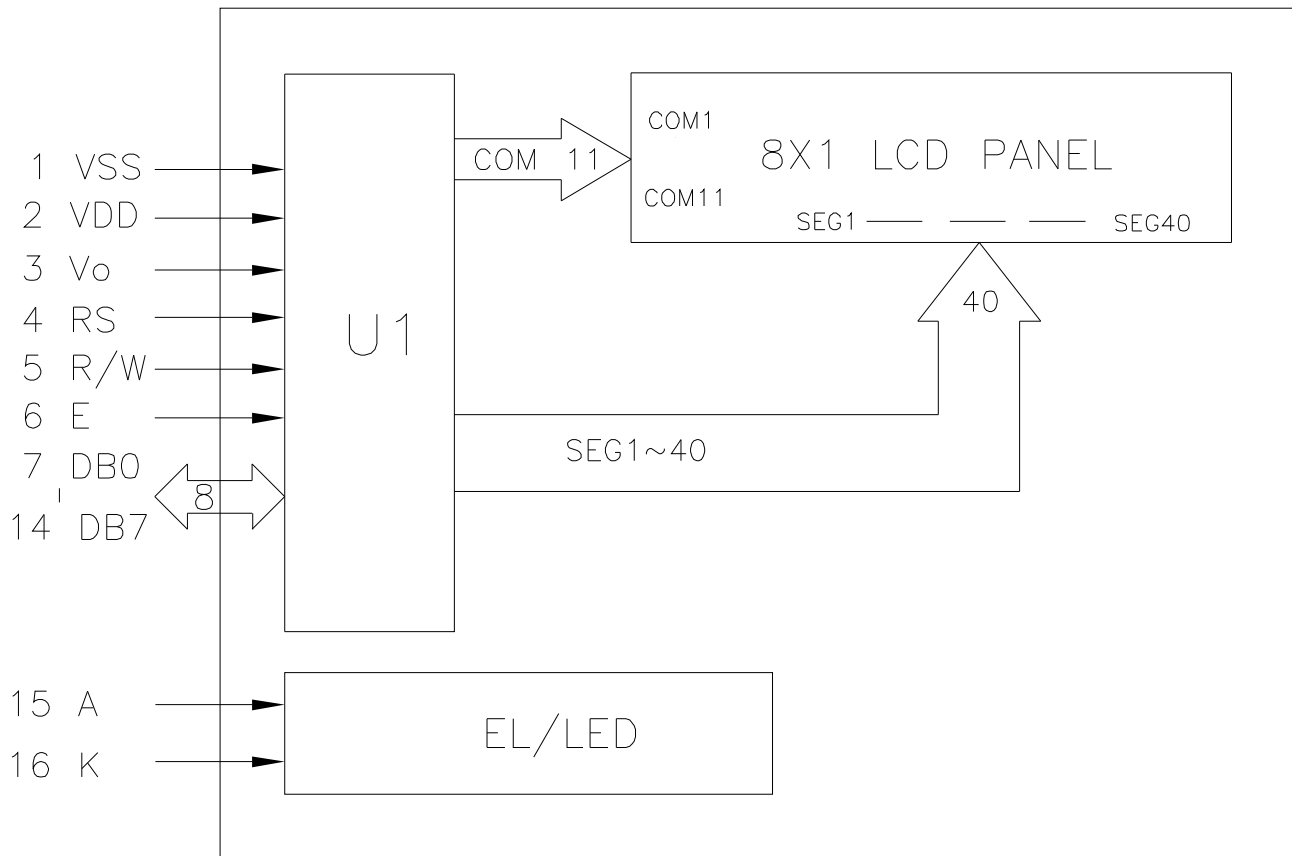 1 VSS
2 VDD
3 Vo
4 RS
5 R/W
6 E
7 DB0
14 DB7
8
15 A
16 K
U1
COM 11
COM1
8X1 LCD PANEL
COM11
SEG1 SEG40
40
SEG1~40
EL/LED